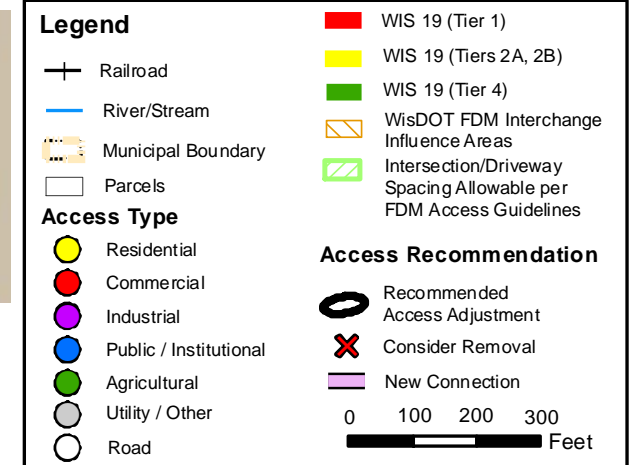 Legend
Railroad
River/Stream
Municipal Boundary
Parcels
Access Type
Residential
Commercial
Industrial
Public / Institutional
Agricultural
Utility / Other
Road
WIS 19 (Tier 1)
WIS 19 (Tiers 2A, 2B)
WIS 19 (Tier 4)
WisDOT FDM Interchange
Influence Areas
Intersection/Driveway
Spacing Allowable per
FDM Access Guidelines
Access Recommendation
Recommended
Access Adjustment
Consider Removal
New Connection
0 100 200 300
Feet